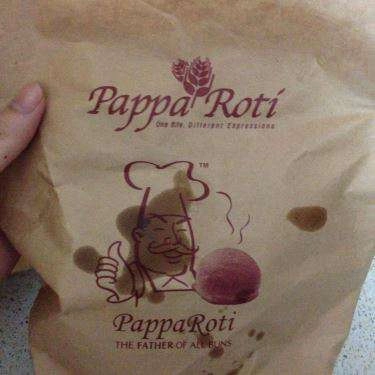 Pappa Roti
One Bite, Different Expressions
TM
PappaRoti
THE FATHER OF ALL BUNS